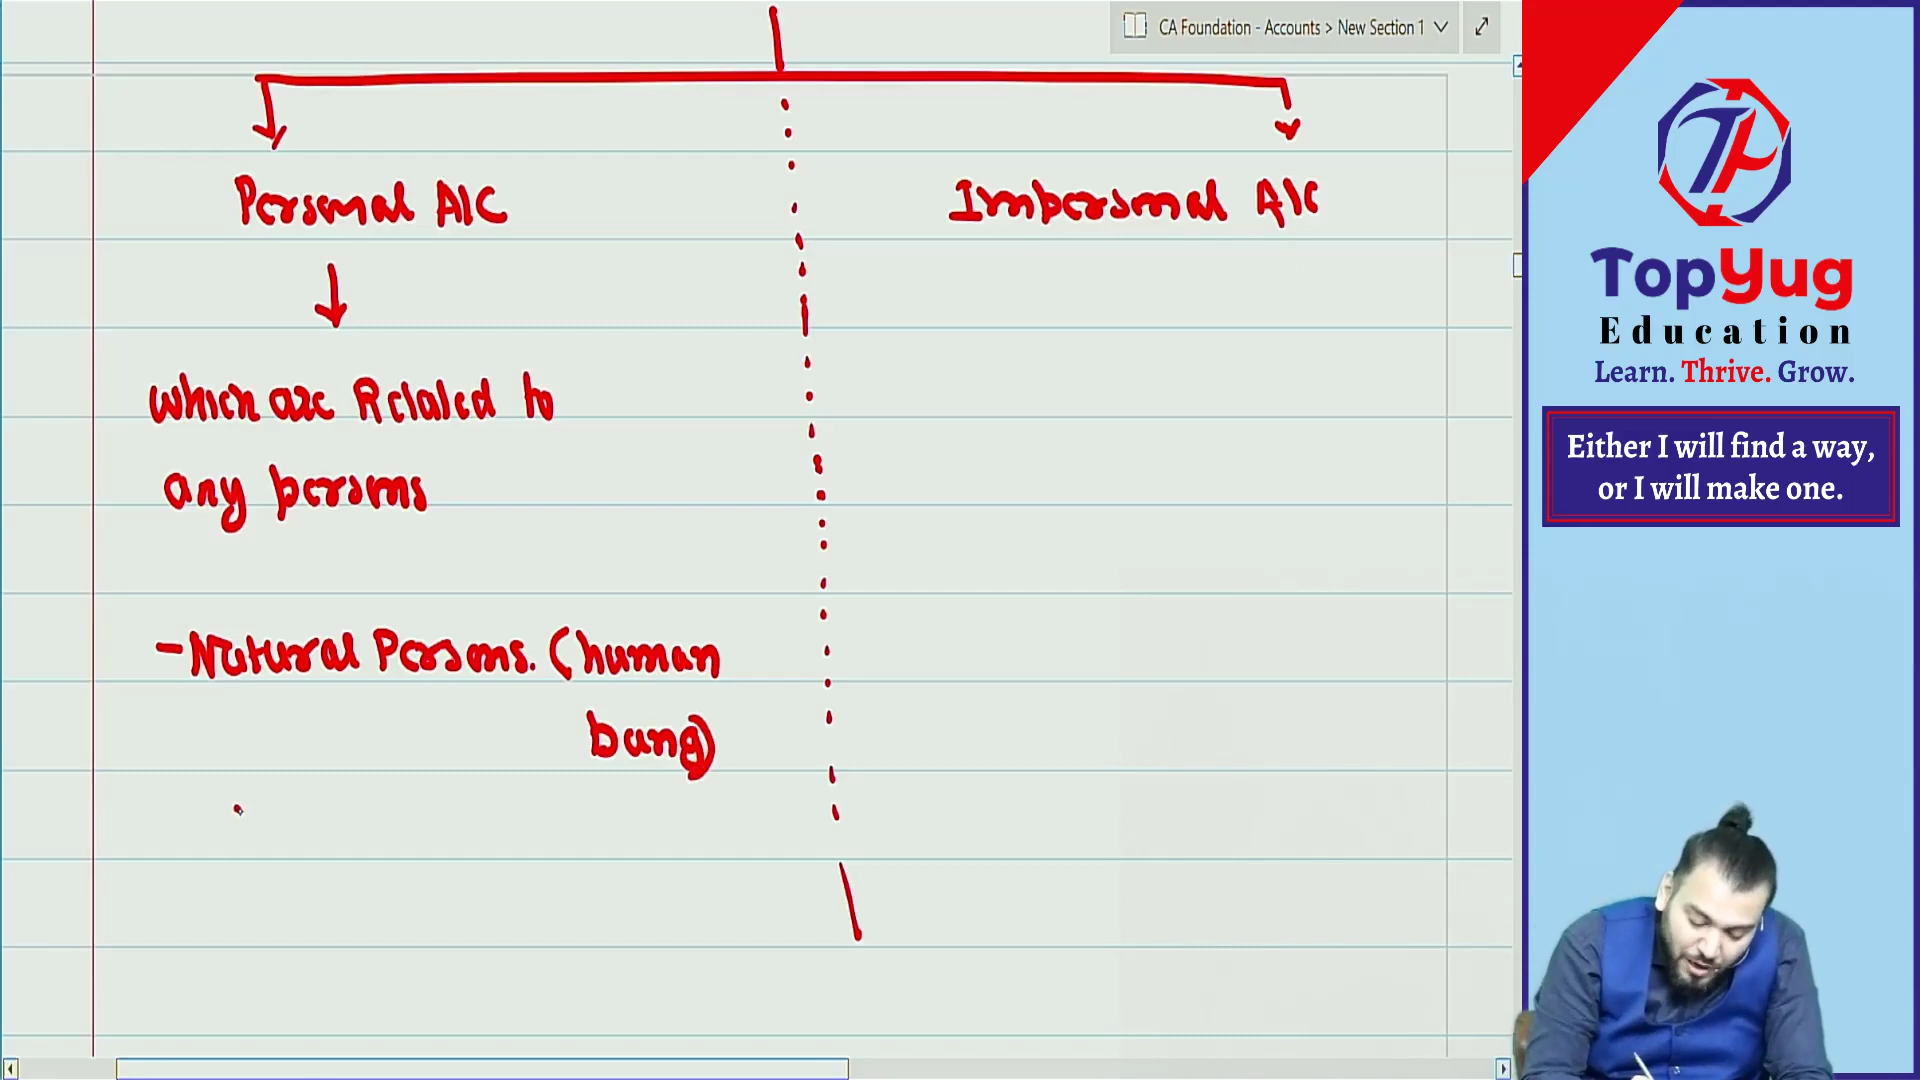 CA Foundation - Accounts > New Section 1
Personal A/C
Impersonal A/C
which are Related to
any persons
- Natural Persons. (human
being)
TopYug
Education
Learn. Thrive. Grow.
Either I will find a way,
or I will make one.